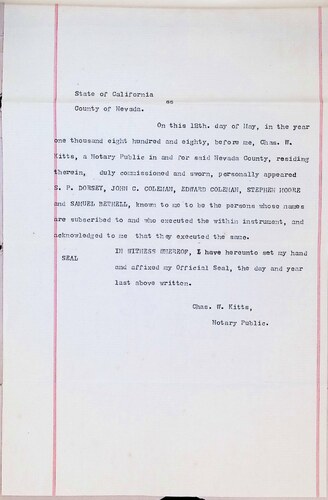 State of California
ss
County of Nevada.
On this 12th. day of May, in the year
one thousand eight hundred and eighty, before me, Chas. W.
Kitts, a Notary Public in and for said Nevada County, residing
therein, duly commissioned and sworn, personally appeared
S. P. DORSEY, JOHN C. COLEMAN, EDWARD COLEMAN, STEPHEN MOORE
and SAMUEL BETHELL, known to me to be the persons whose names
are subscribed to and who executed the within instrument, and
acknowledged to me that they executed the same.
IN WITNESS WHEREOF, I have hereunto set my hand
SEAL and affixed my Official Seal, the day and year
last above written.
Chas. W. Kitts,
Notary Public.